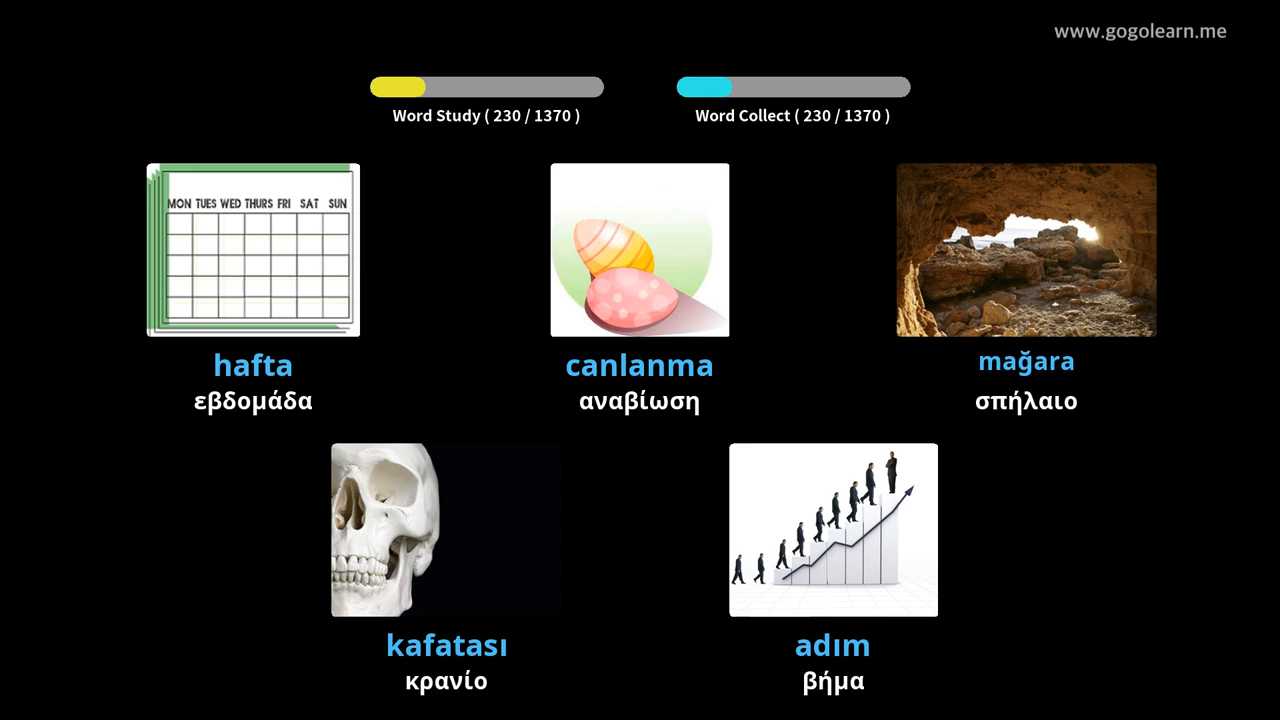 www.gogolearn.me
Word Study ( 230 / 1370 )
Word Collect ( 230 / 1370 )
MON TUES WED THURS FRI SAT SUN
hafta
εβδομάδα
canlanma
αναβίωση
mağara
σπήλαιο
kafatası
κρανίο
adım
βήμα